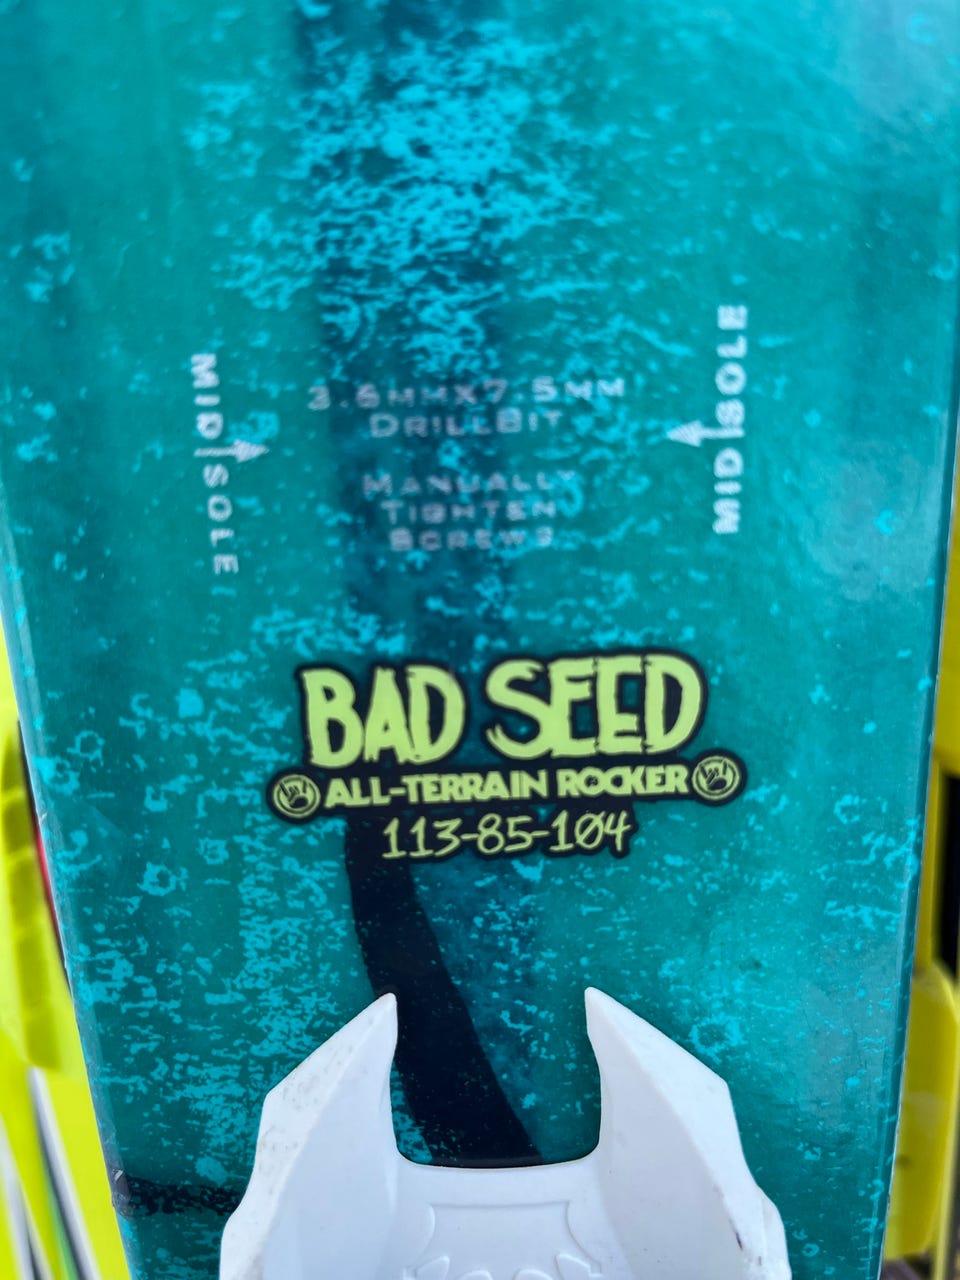 MID|SOLE
3.6MMX7.5MM
DRILLBIT
MANUALLY
TIGHTEN
SCREWS
MID|SOLE
BAD SEED
ALL-TERRAIN ROCKER
113-85-104